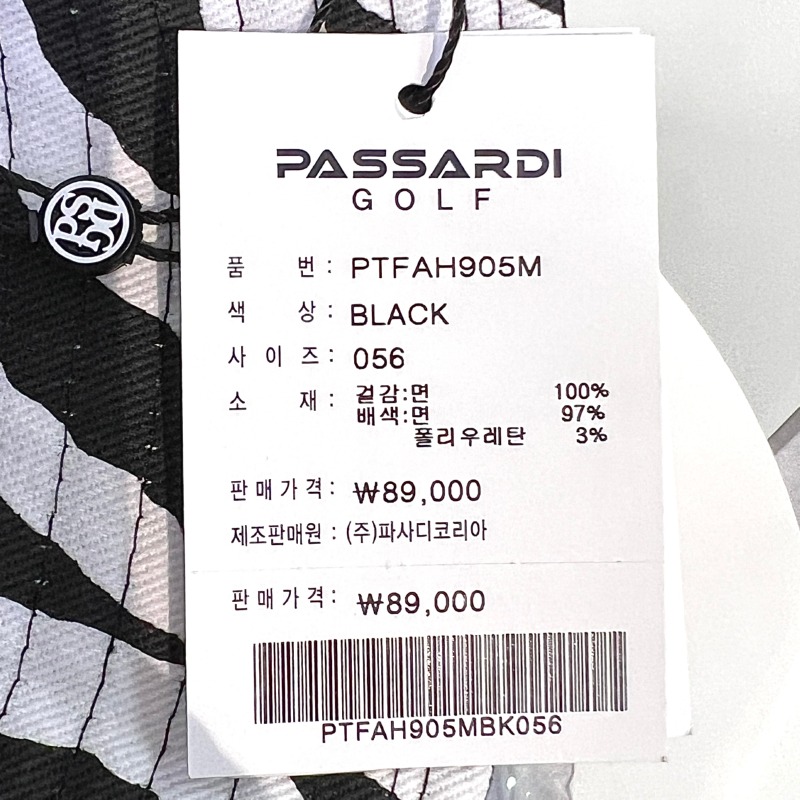 PASSARDI
GOLF
품 번 : PTFAH905M
색 상 : BLACK
사 이 즈 : 056
소 재 : 겉감:면 100%
배색:면 97%
폴리우레탄 3%
판 매 가 격 : ₩89,000
제조판매원 : (주)파사디코리아
판 매 가 격 : ₩89,000
PTFAH905MBK056